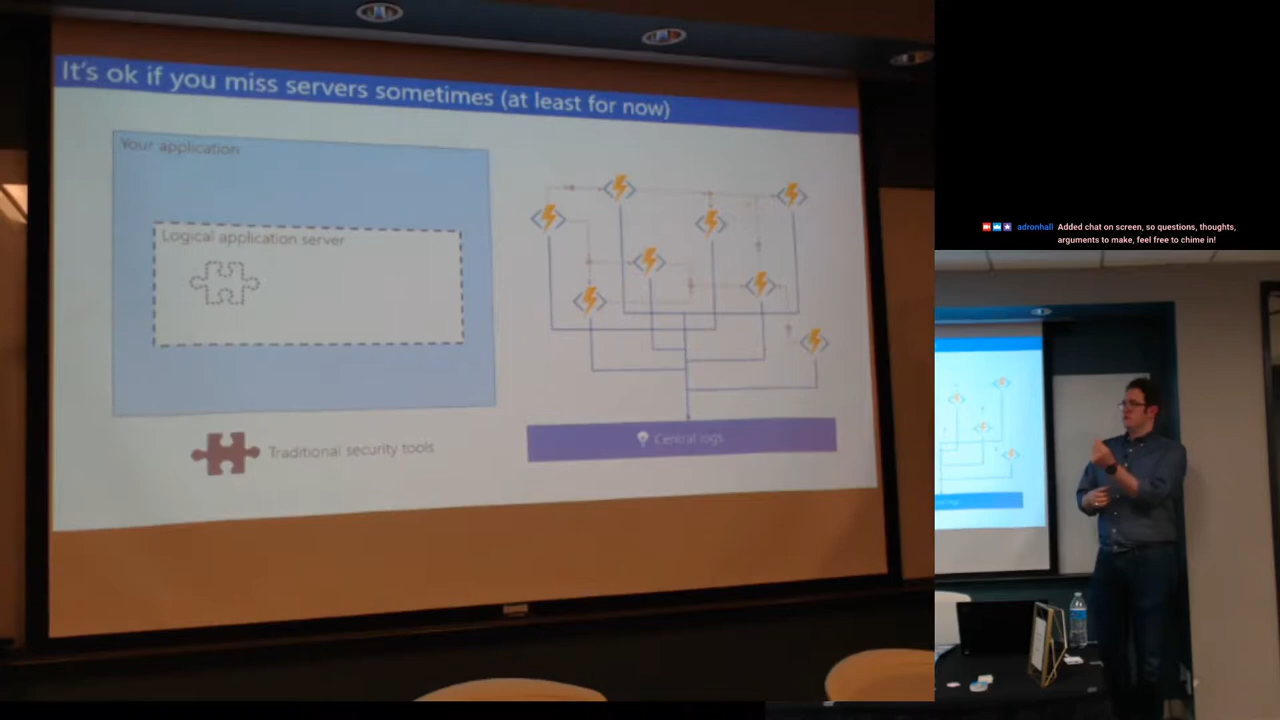 It's ok if you miss servers sometimes (at least for now)
Your application
Logical application server
Traditional security tools
Central logs
adronhall Added chat on screen, so questions, thoughts,
arguments to make, feel free to chime in!